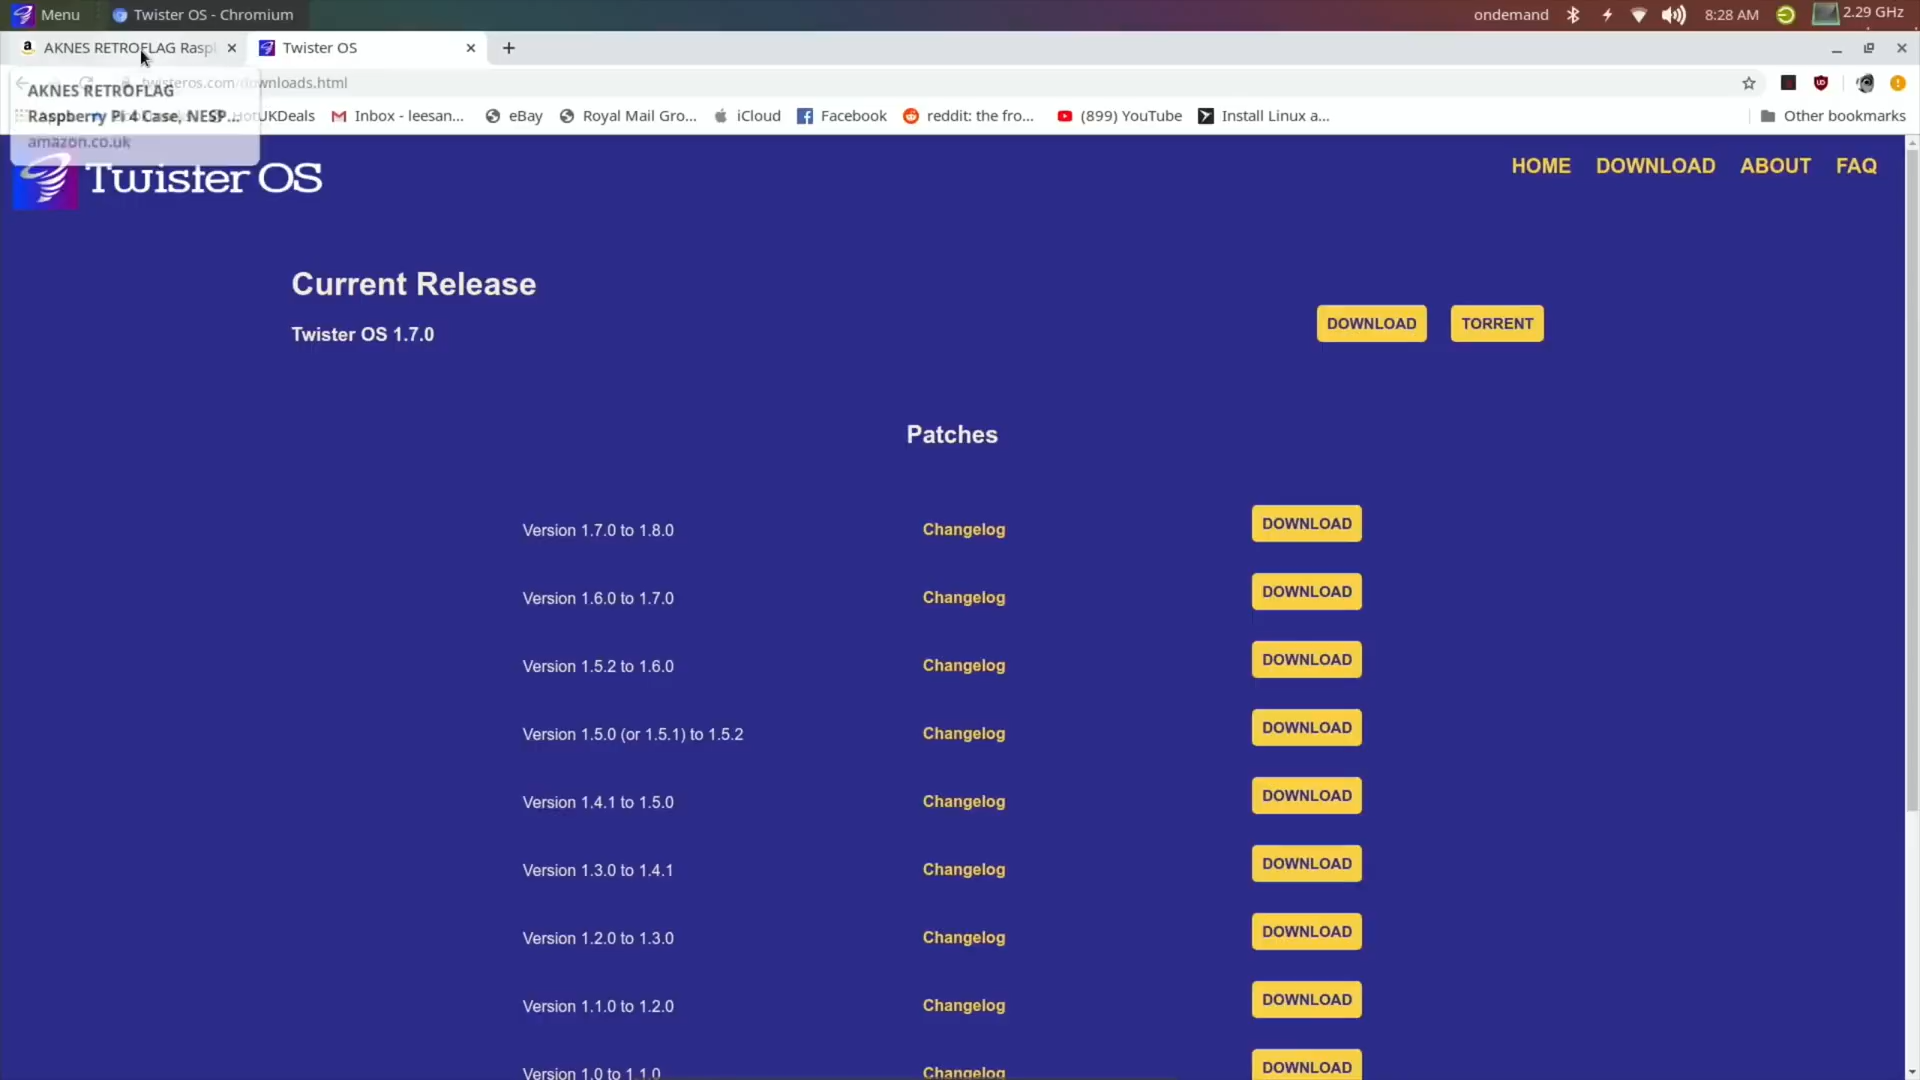 Menu
Twister OS - Chromium
ondemand
8:28 AM
2.29 GHz
AKNES RETROFLAG Rasp
Twister OS
twisteros.com/downloads.html
AKNES RETROFLAG
Raspberry Pi 4 Case, NESP...
amazon.co.uk
HotUKDeals
Inbox - leesan...
eBay
Royal Mail Gro...
iCloud
Facebook
reddit: the fro...
(899) YouTube
Install Linux a...
Other bookmarks
Twister OS
HOME
DOWNLOAD
ABOUT
FAQ
Current Release
Twister OS 1.7.0
DOWNLOAD
TORRENT
Patches
Version 1.7.0 to 1.8.0
Changelog
DOWNLOAD
Version 1.6.0 to 1.7.0
Changelog
DOWNLOAD
Version 1.5.2 to 1.6.0
Changelog
DOWNLOAD
Version 1.5.0 (or 1.5.1) to 1.5.2
Changelog
DOWNLOAD
Version 1.4.1 to 1.5.0
Changelog
DOWNLOAD
Version 1.3.0 to 1.4.1
Changelog
DOWNLOAD
Version 1.2.0 to 1.3.0
Changelog
DOWNLOAD
Version 1.1.0 to 1.2.0
Changelog
DOWNLOAD
Version 1.0 to 1.1.0
Changelog
DOWNLOAD